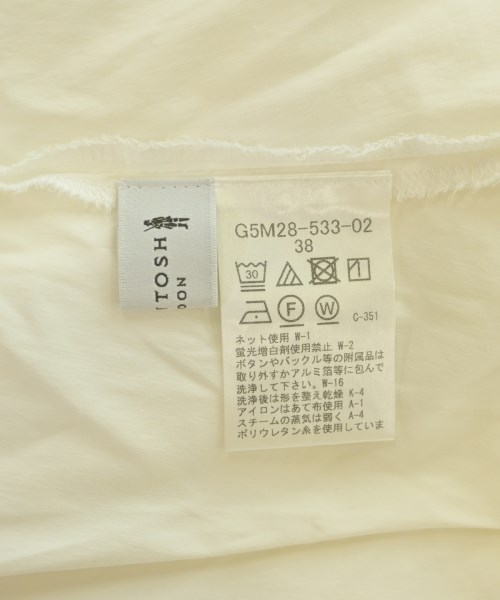 NTOSH
DON
G5M28-533-02
38
30
F
W
C-351
ネット使用 W-1
蛍光増白剤使用禁止 W-2
ボタンやバックル等の附属品は
取り外すかアルミ箔等に包んで
洗浄して下さい。W-16
洗浄後は形を整え乾燥 K-4
アイロンはあて布使用 A-1
スチームの蒸気は弱く A-4
ポリウレタン糸を使用していま